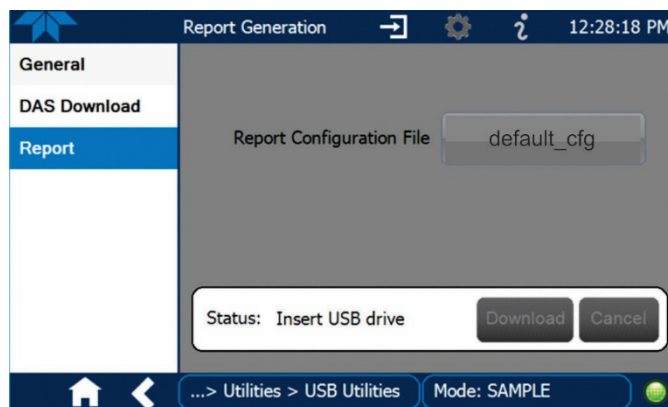 Report Generation
12:28:18 PM
General
DAS Download
Report
Report Configuration File
default_cfg
Status: Insert USB drive
Download
Cancel
...> Utilities > USB Utilities
Mode: SAMPLE